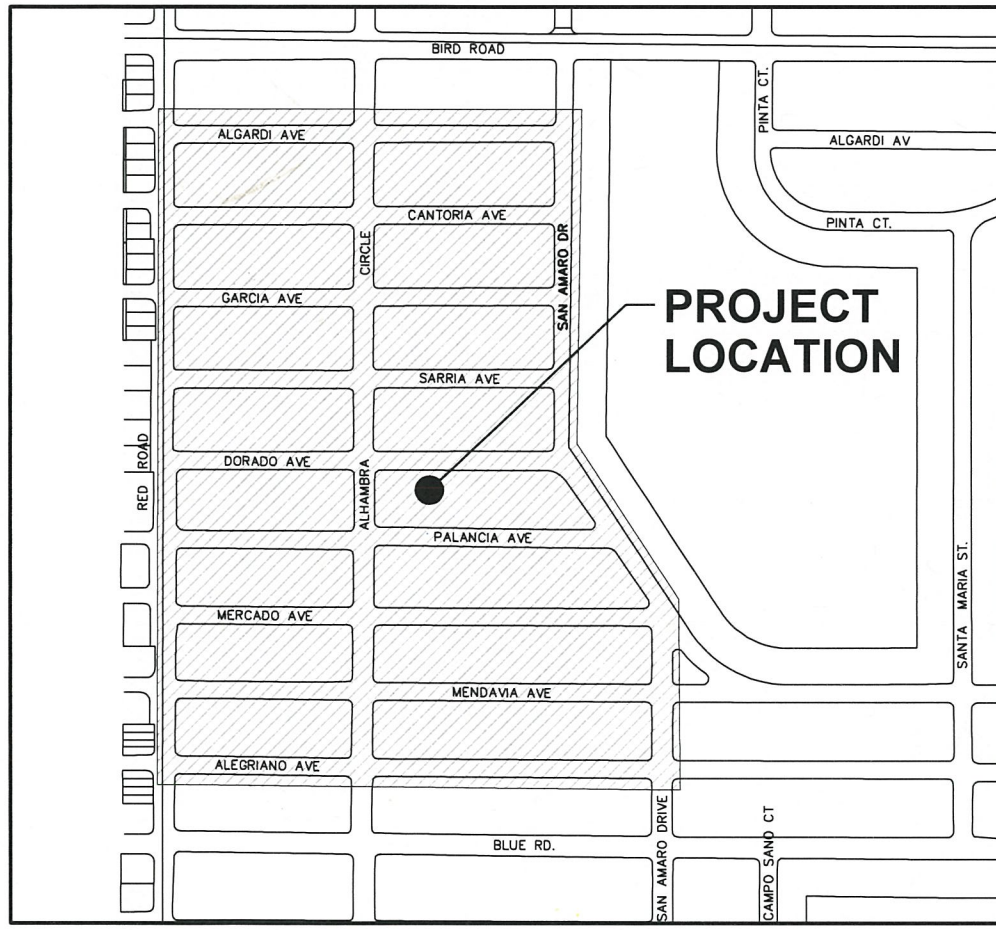 BIRD ROAD
PINTA CT.
ALGARDI AVE
ALGARDI AV
CANTORIA AVE
PINTA CT.
CIRCLE
SAN AMARO DR
GARCIA AVE
PROJECT
LOCATION
SARRIA AVE
RED ROAD
DORADO AVE
ALHAMBRA
PALANCIA AVE
SANTA MARIA ST.
MERCADO AVE
MENDAVIA AVE
ALEGRIANO AVE
BLUE RD.
SAN AMARO DRIVE
CAMPO SANO CT